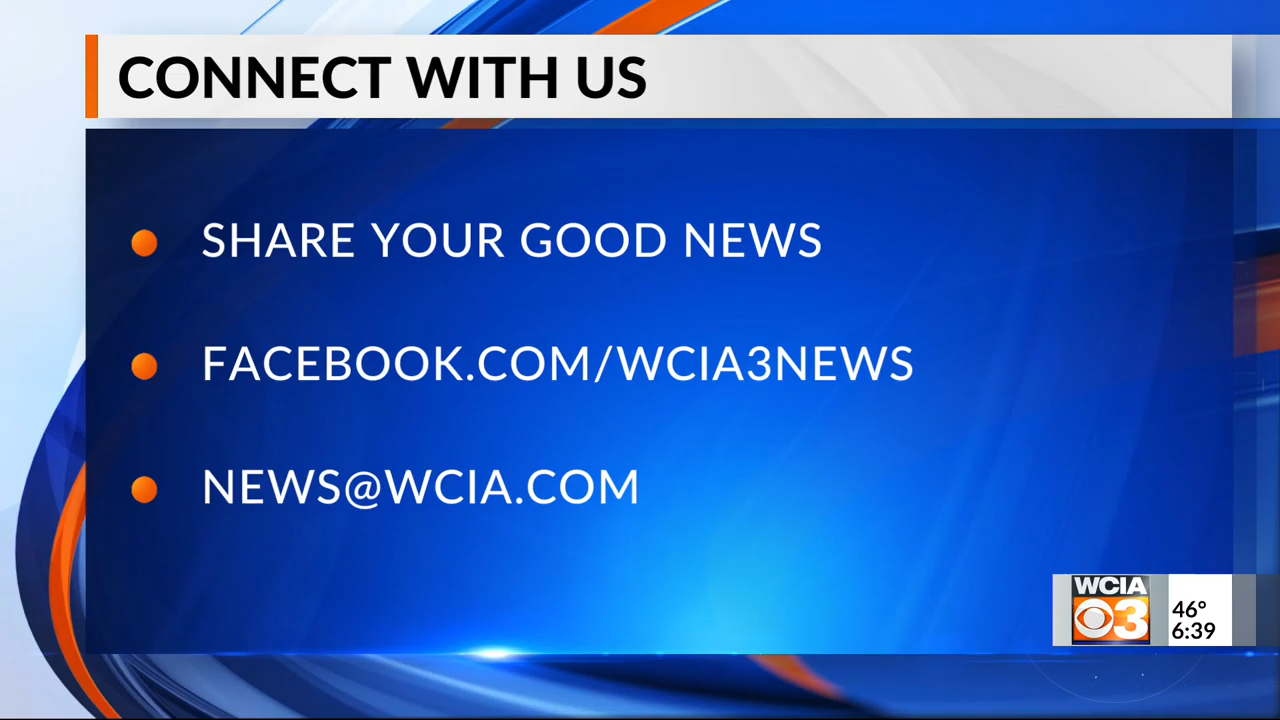 CONNECT WITH US
SHARE YOUR GOOD NEWS
FACEBOOK.COM/WCIA3NEWS
NEWS@WCIA.COM
WCIA
3
46°
6:39